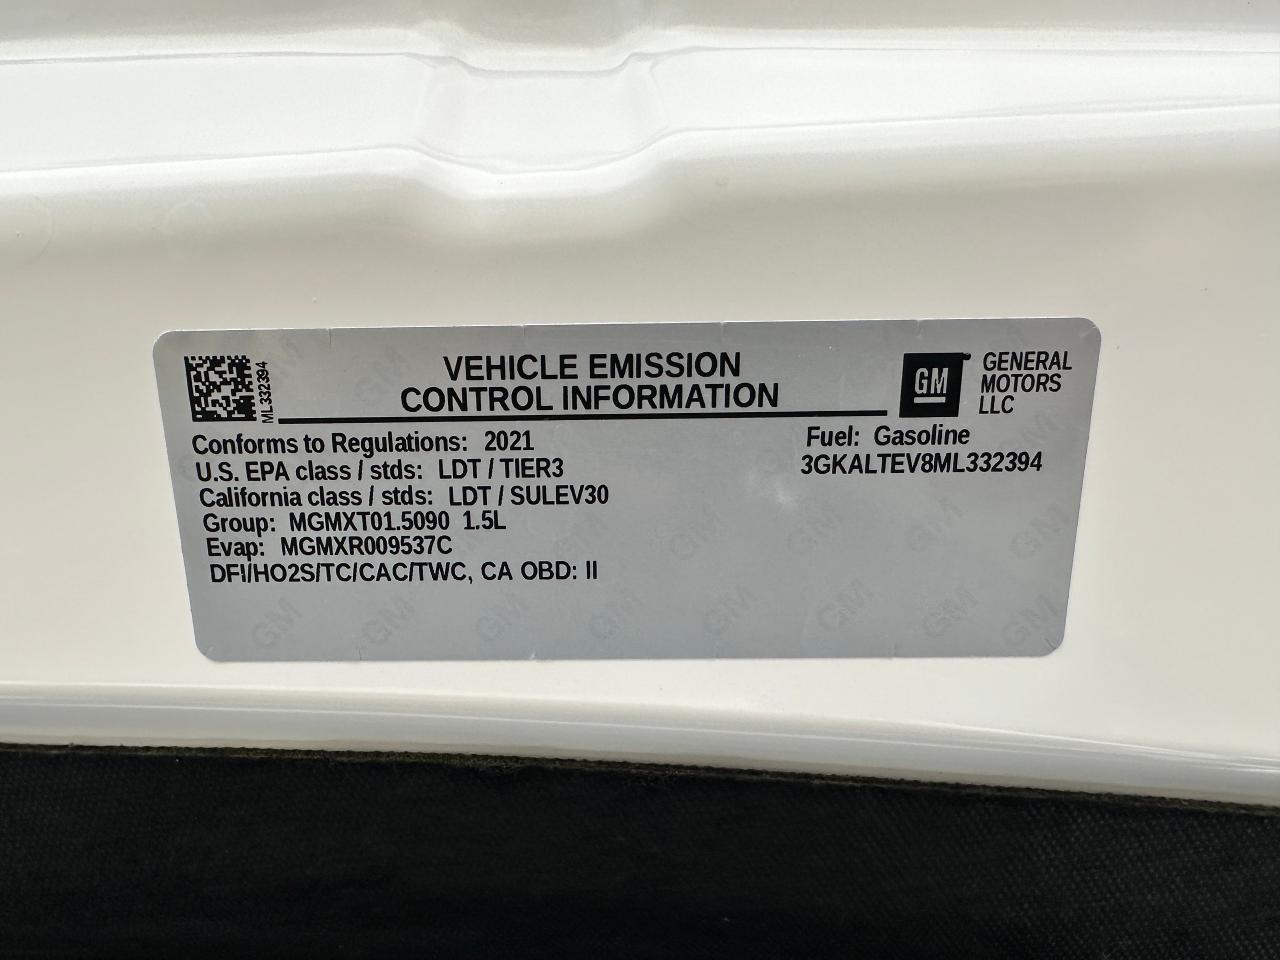 ML332394
VEHICLE EMISSION
CONTROL INFORMATION
GM
GENERAL
MOTORS
LLC
Conforms to Regulations: 2021
U.S. EPA class / stds: LDT / TIER3
California class / stds: LDT / SULEV30
Group: MGMXT01.5090 1.5L
Evap: MGMXR009537C
DFI/HO2S/TC/CAC/TWC, CA OBD: II
Fuel: Gasoline
3GKALTEV8ML332394